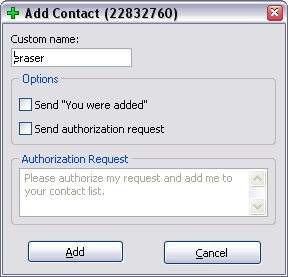 Add Contact (22832760)
Custom name:
Options
Send "You were added"
Send authorization request
Authorization Request
Please authorize my request and add me to
your contact list.
Add
Cancel